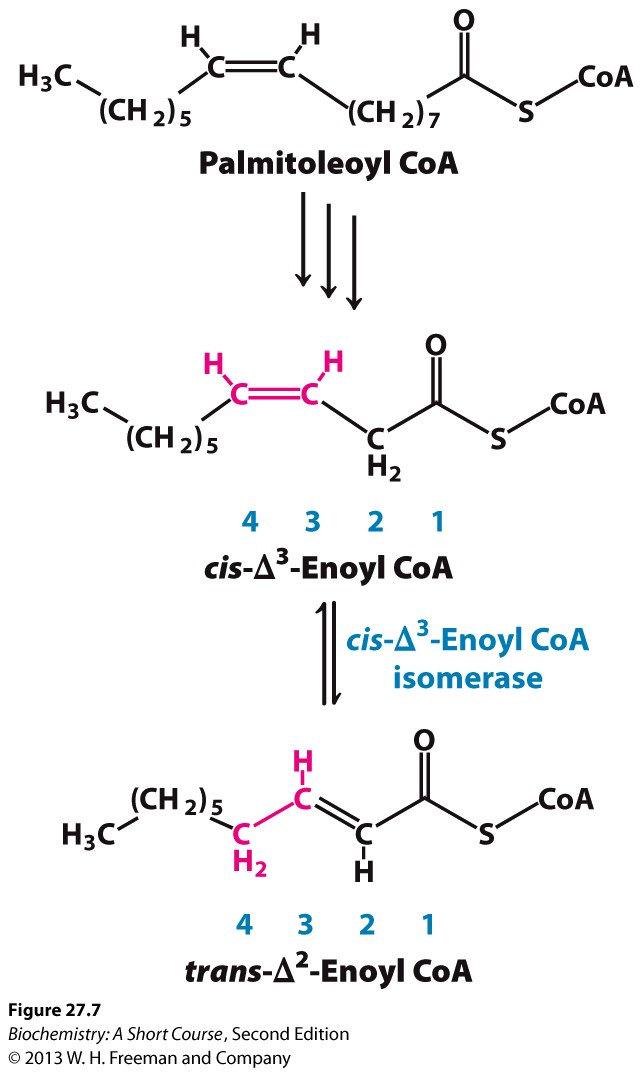 H H O
H₃C C=C CoA
(CH₂)₅ (CH₂)₇ S
Palmitoleoyl CoA
H H O
H₃C C=C CoA
(CH₂)₅ C S
H₂
4 3 2 1
cis-Δ³-Enoyl CoA
cis-Δ³-Enoyl CoA
isomerase
H O
(CH₂)₅ C CoA
H₃C C C S
H₂ H
4 3 2 1
trans-Δ²-Enoyl CoA
Figure 27.7
Biochemistry: A Short Course, Second Edition
© 2013 W. H. Freeman and Company